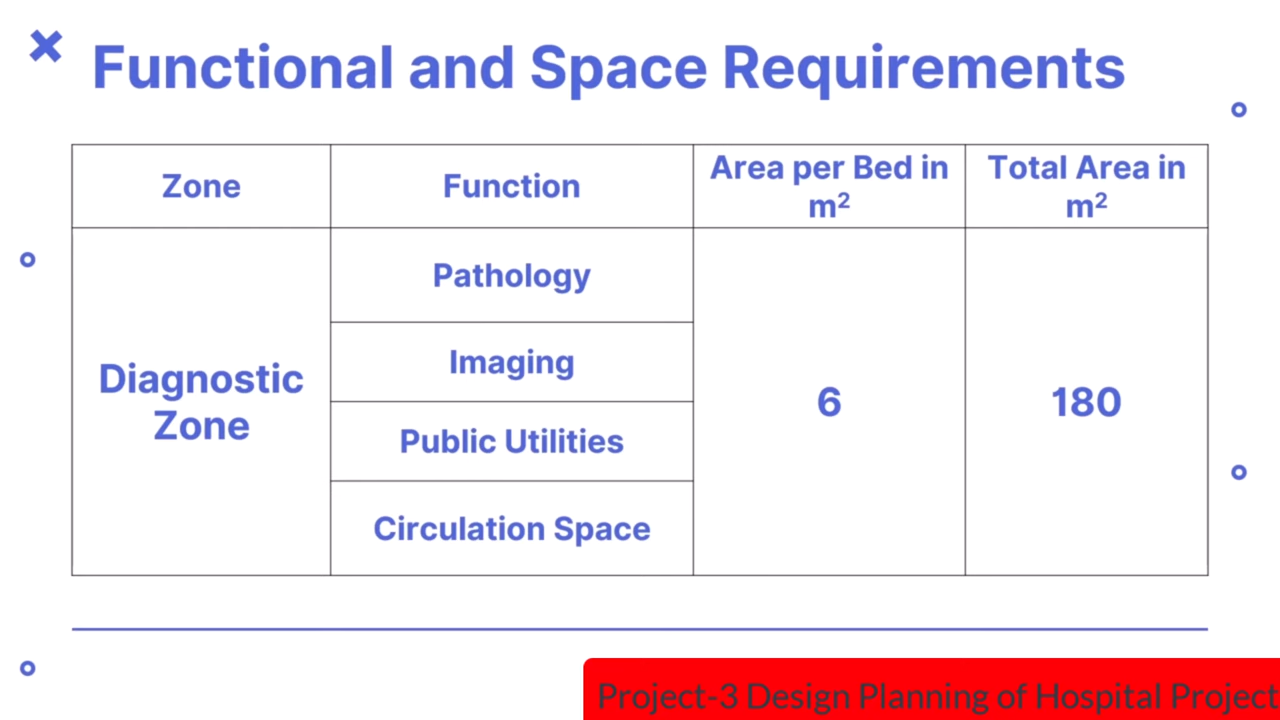 Functional and Space Requirements
Zone
Function
Area per Bed in
m²
Total Area in
m²
Diagnostic
Zone
Pathology
Imaging
Public Utilities
Circulation Space
6
180
Project-3 Design Planning of Hospital Project